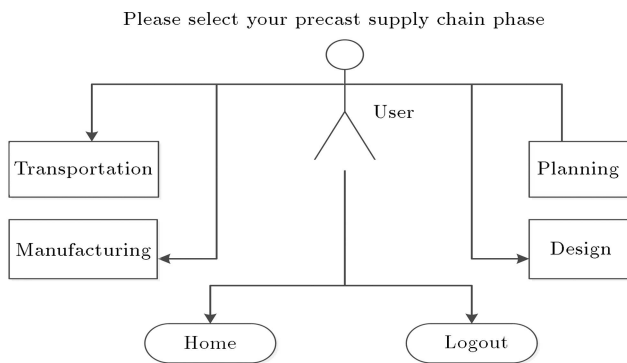 Please select your precast supply chain phase
User
Transportation
Planning
Manufacturing
Design
Home
Logout